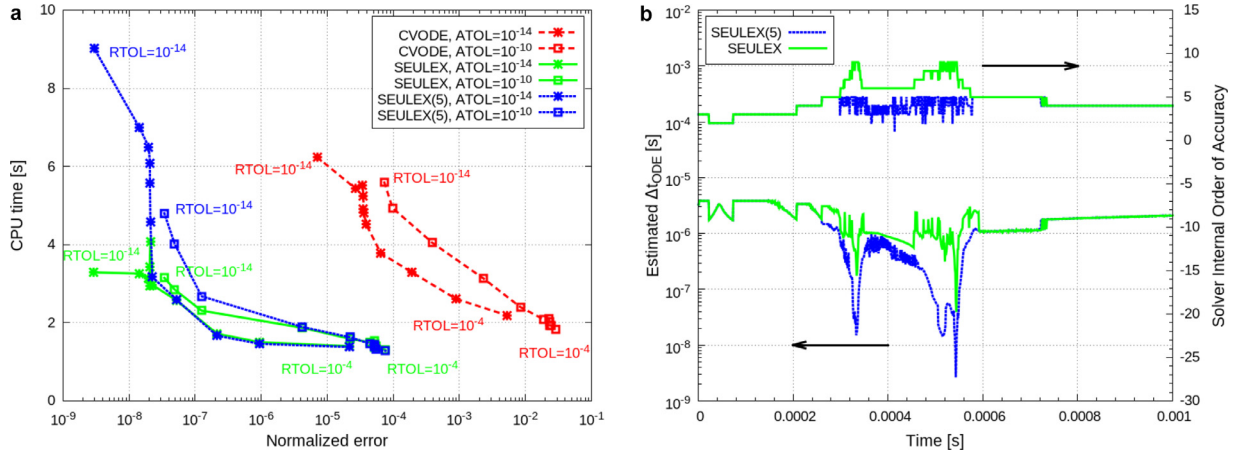 a
10
8
6
4
2
0
CPU time [s]
10⁻⁹
10⁻⁸
10⁻⁷
10⁻⁶
10⁻⁵
10⁻⁴
10⁻³
10⁻²
10⁻¹
Normalized error
CVODE, ATOL=10⁻¹⁴
CVODE, ATOL=10⁻¹⁰
SEULEX, ATOL=10⁻¹⁴
SEULEX, ATOL=10⁻¹⁰
SEULEX(5), ATOL=10⁻¹⁴
SEULEX(5), ATOL=10⁻¹⁰
RTOL=10⁻¹⁴
RTOL=10⁻¹⁴
RTOL=10⁻¹⁴
RTOL=10⁻¹⁴
RTOL=10⁻¹⁴
RTOL=10⁻¹⁴
RTOL=10⁻⁴
RTOL=10⁻⁴
RTOL=10⁻⁴
RTOL=10⁻⁴
b
10⁻²
10⁻³
10⁻⁴
10⁻⁵
10⁻⁶
10⁻⁷
10⁻⁸
10⁻⁹
Estimated Δt_ODE [s]
SEULEX(5)
SEULEX
15
10
5
0
-5
-10
-15
-20
-25
-30
Solver Internal Order of Accuracy
0
0.0002
0.0004
0.0006
0.0008
0.001
Time [s]